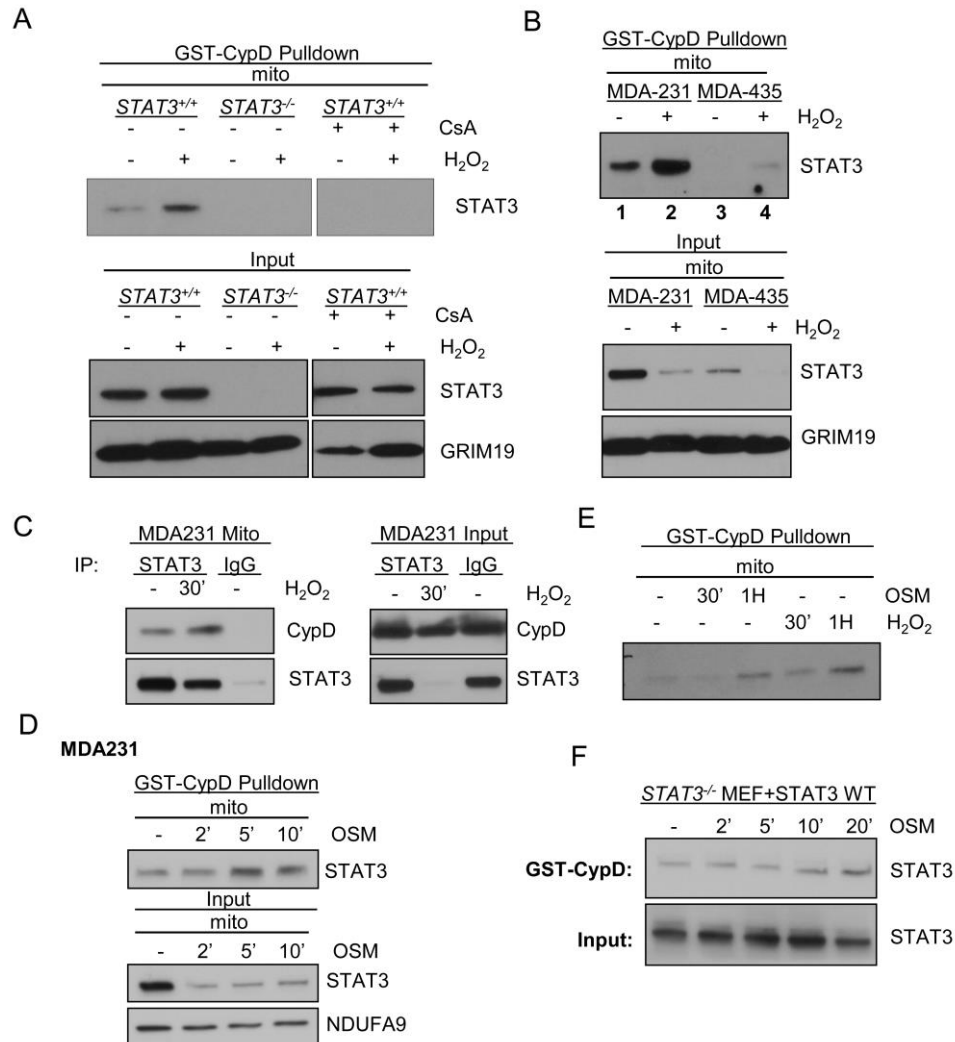 A
GST-CypD Pulldown
mito
STAT3+/+ STAT3-/- STAT3+/+
- - - - + + CsA
- + - + - + H2O2
STAT3
Input
STAT3+/+ STAT3-/- STAT3+/+
- - - - + + CsA
- + - + - + H2O2
STAT3
GRIM19
B
GST-CypD Pulldown
mito
MDA-231 MDA-435
- + - + H2O2
STAT3
1 2 3 4
Input
mito
MDA-231 MDA-435
- + - + H2O2
STAT3
GRIM19
C
MDA231 Mito
IP: STAT3 IgG
- 30' - H2O2
CypD
STAT3
MDA231 Input
STAT3 IgG
- 30' - H2O2
CypD
STAT3
E
GST-CypD Pulldown
mito
- 30' 1H - - OSM
- - - 30' 1H H2O2
D
MDA231
GST-CypD Pulldown
mito
- 2' 5' 10' OSM
STAT3
Input
mito
- 2' 5' 10' OSM
STAT3
NDUFA9
F
STAT3-/- MEF+STAT3 WT
- 2' 5' 10' 20' OSM
GST-CypD: STAT3
Input: STAT3